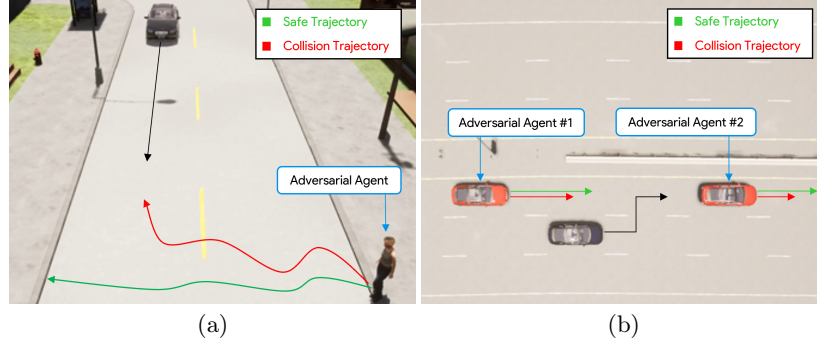 Safe Trajectory
Collision Trajectory
Adversarial Agent
(a)
Safe Trajectory
Collision Trajectory
Adversarial Agent #1
Adversarial Agent #2
(b)